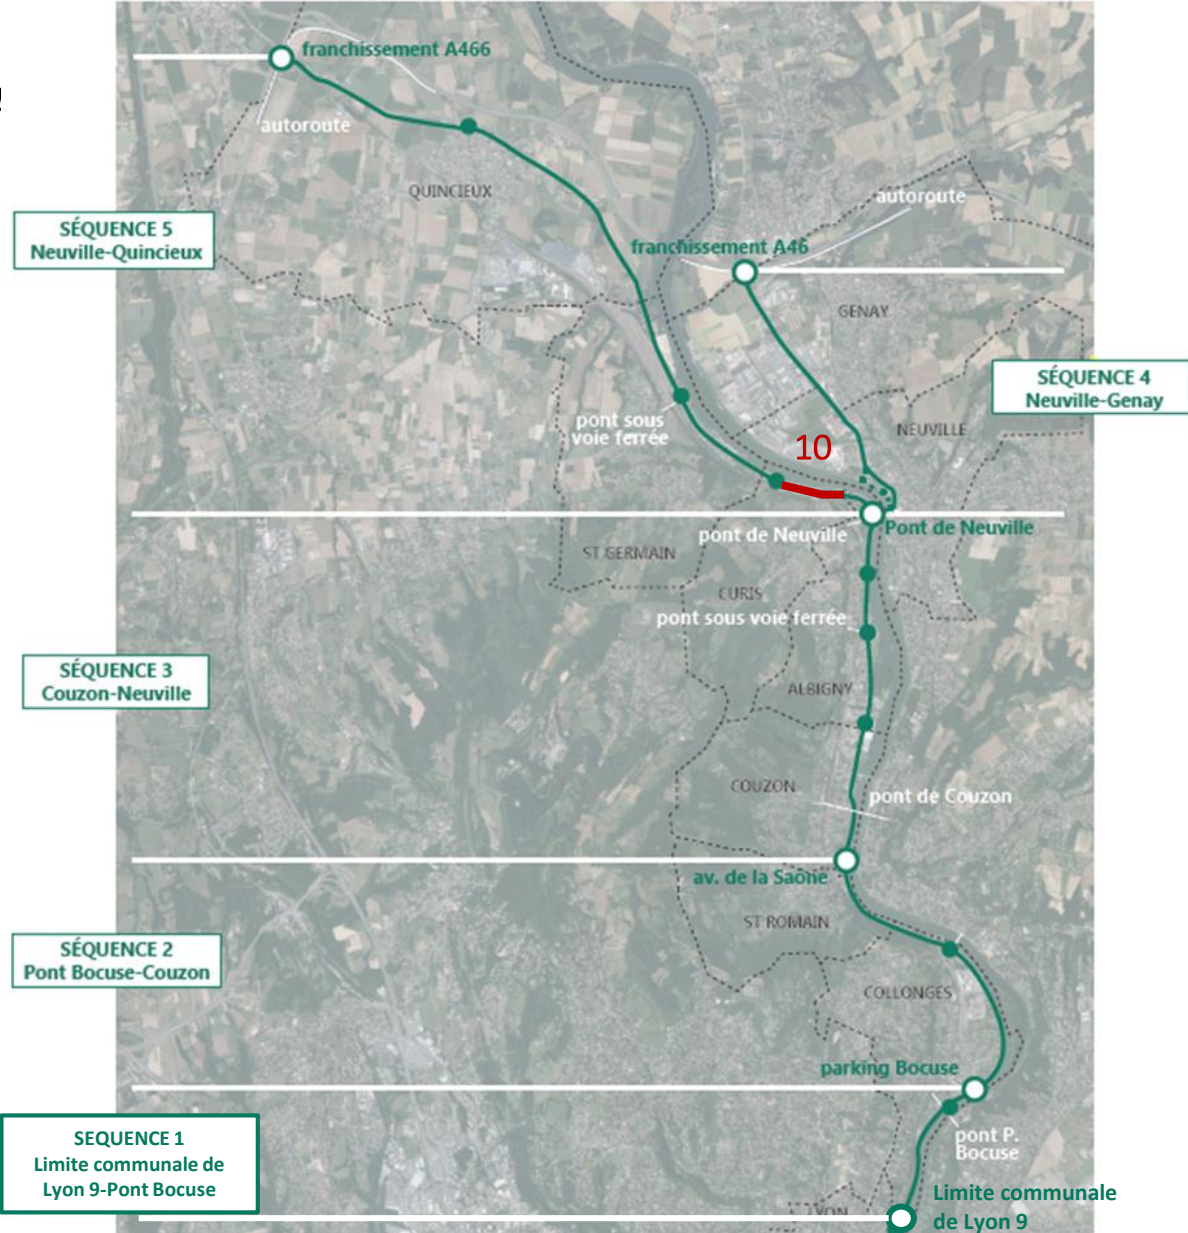 franchissement A466
autoroute
QUINCIEUX
autoroute
SÉQUENCE 5
Neuville-Quincieux
franchissement A46
GENAY
SÉQUENCE 4
Neuville-Genay
pont sous
voie ferrée
NEUVILLE
10
pont de Neuville
Pont de Neuville
ST GERMAIN
CURIS
pont sous voie ferrée
SÉQUENCE 3
Couzon-Neuville
ALBIGNY
COUZON
pont de Couzon
av. de la Saône
ST ROMAIN
SÉQUENCE 2
Pont Bocuse-Couzon
COLLONGES
parking Bocuse
SEQUENCE 1
Limite communale de
Lyon 9-Pont Bocuse
pont P.
Bocuse
Limite communale
de Lyon 9
LYON